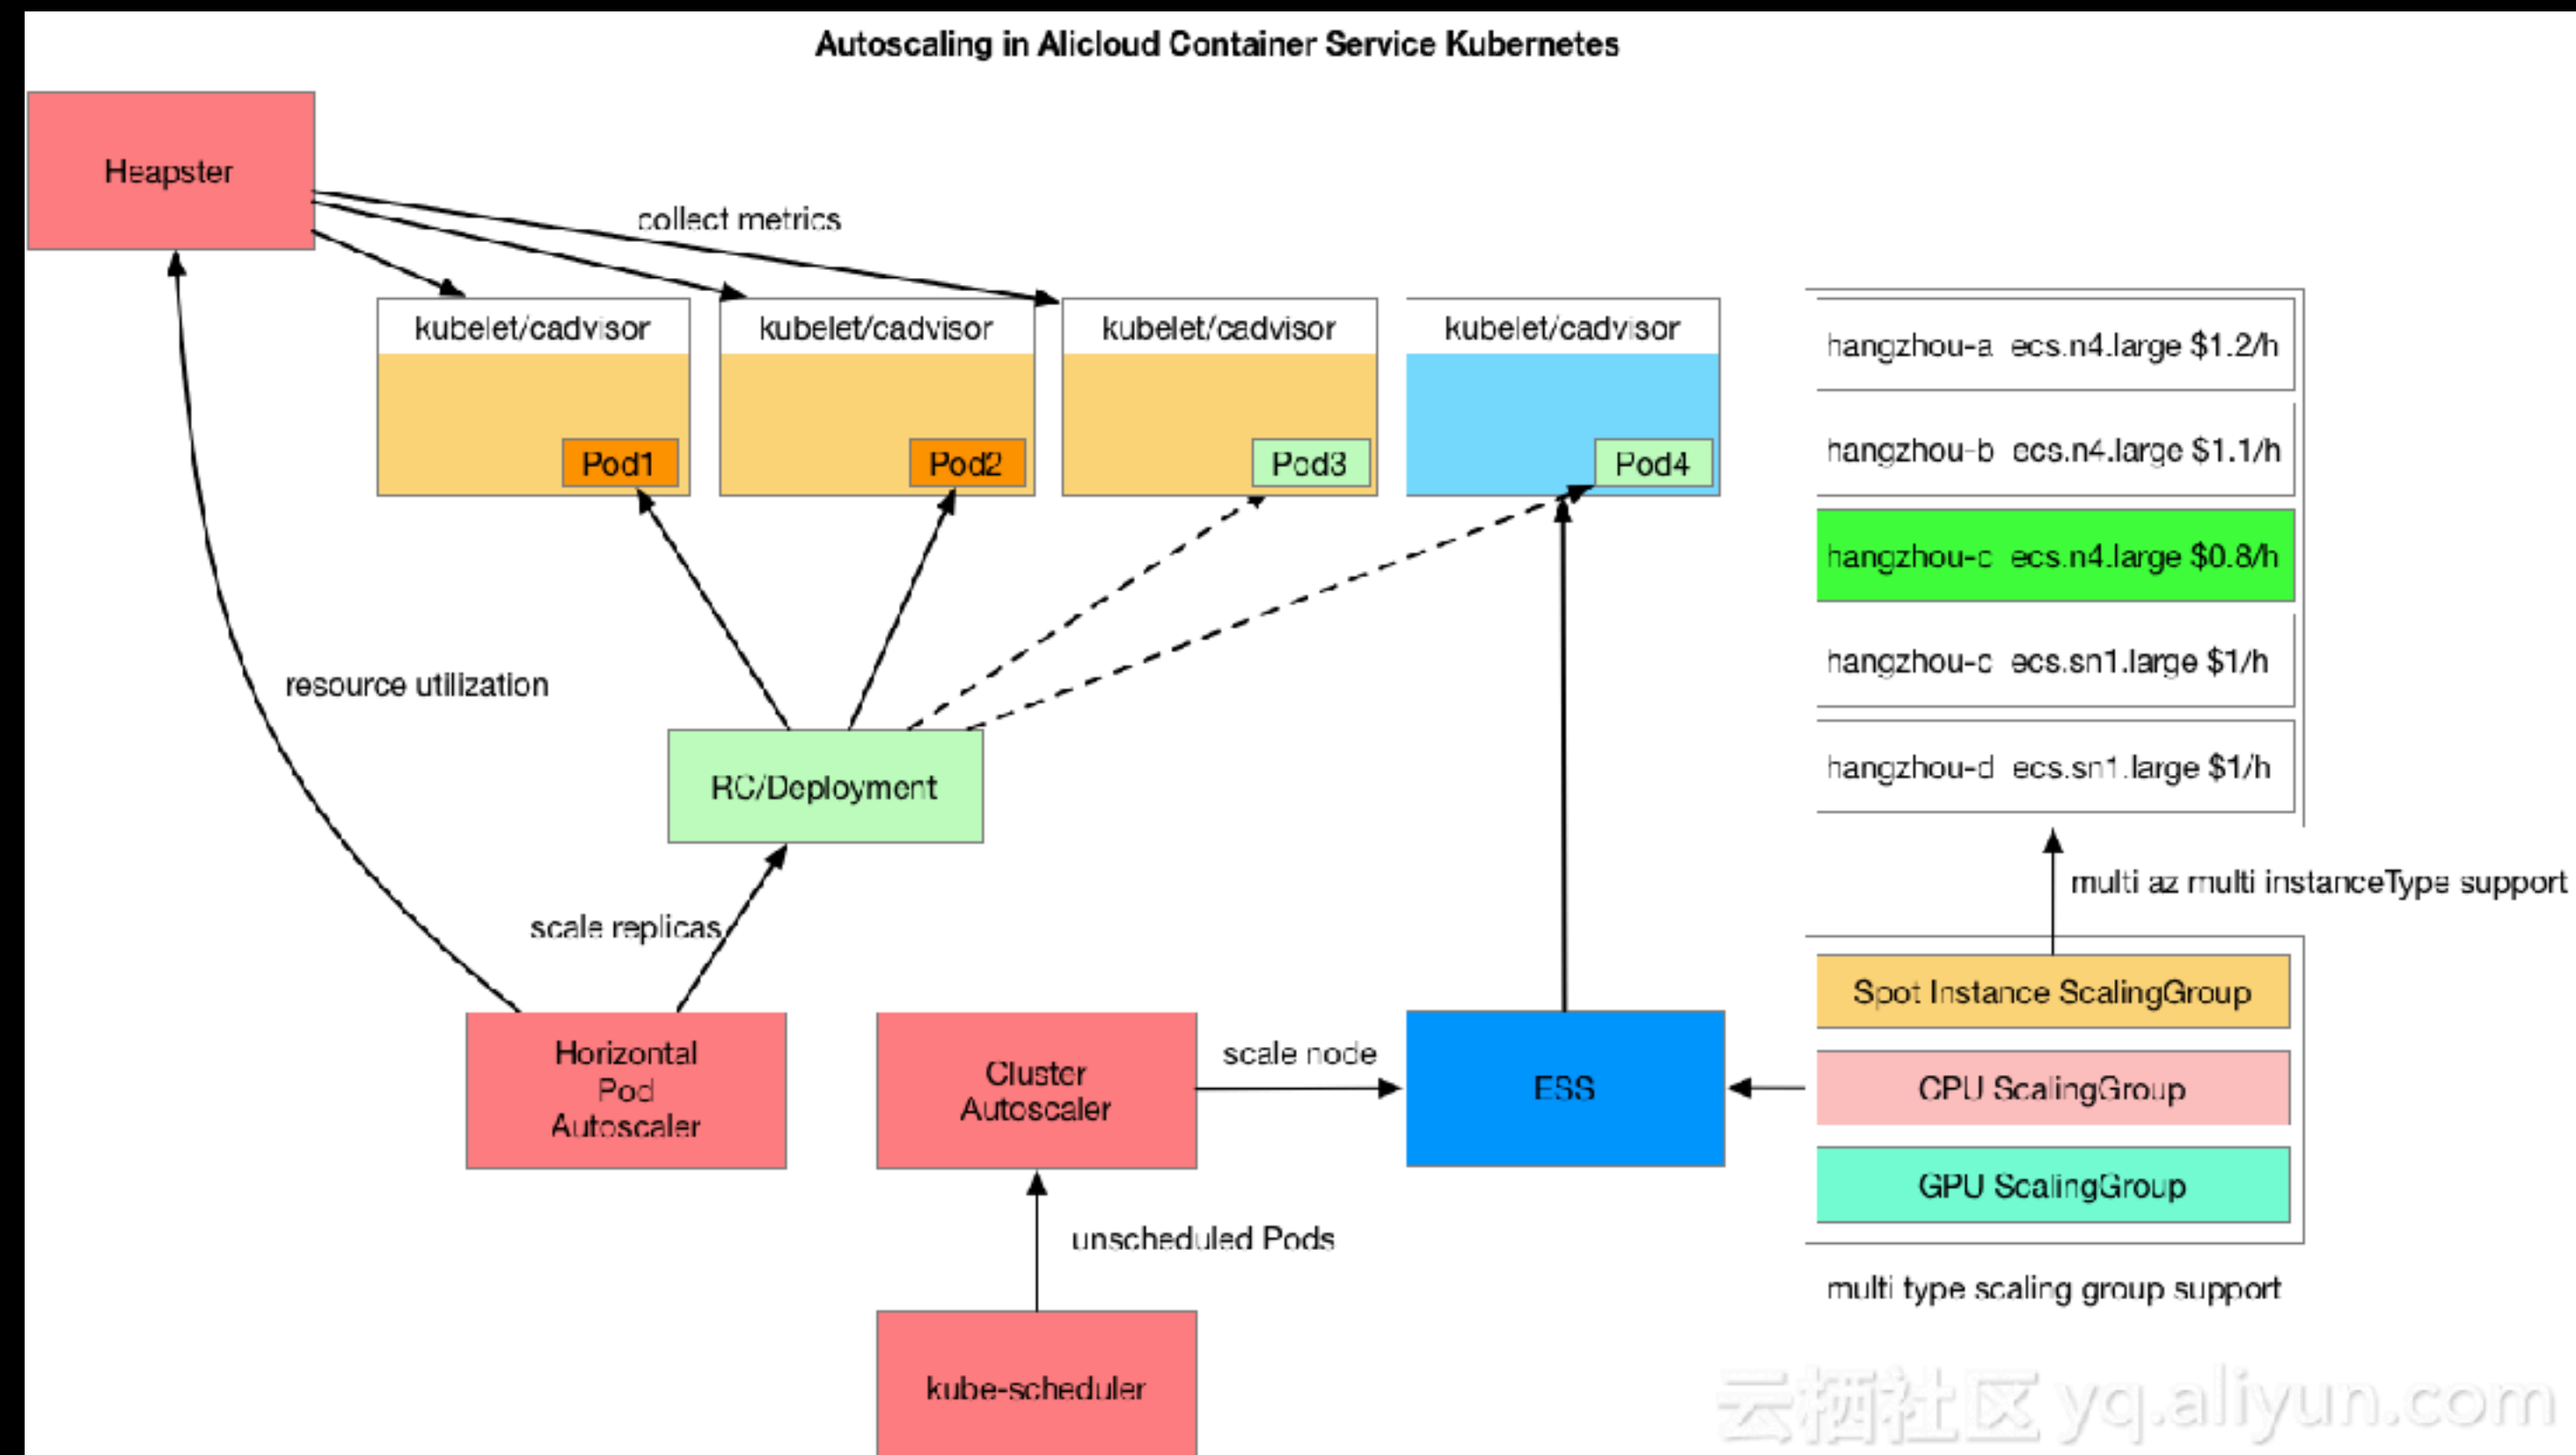 Autoscaling in Alicloud Container Service Kubernetes
Heapster
collect metrics
kubelet/cadvisor
kubelet/cadvisor
kubelet/cadvisor
kubelet/cadvisor
Pod1
Pod2
Pod3
Pod4
hangzhou-a ecs.n4.large $1.2/h
hangzhou-b ecs.n4.large $1.1/h
hangzhou-c ecs.n4.large $0.8/h
hangzhou-c ecs.sn1.large $1/h
hangzhou-d ecs.sn1.large $1/h
resource utilization
RC/Deployment
multi az multi instanceType support
scale replicas
Horizontal
Pod
Autoscaler
Cluster
Autoscaler
scale node
ESS
Spot Instance ScalingGroup
CPU ScalingGroup
GPU ScalingGroup
unscheduled Pods
multi type scaling group support
kube-scheduler
云栖社区 yq.aliyun.com